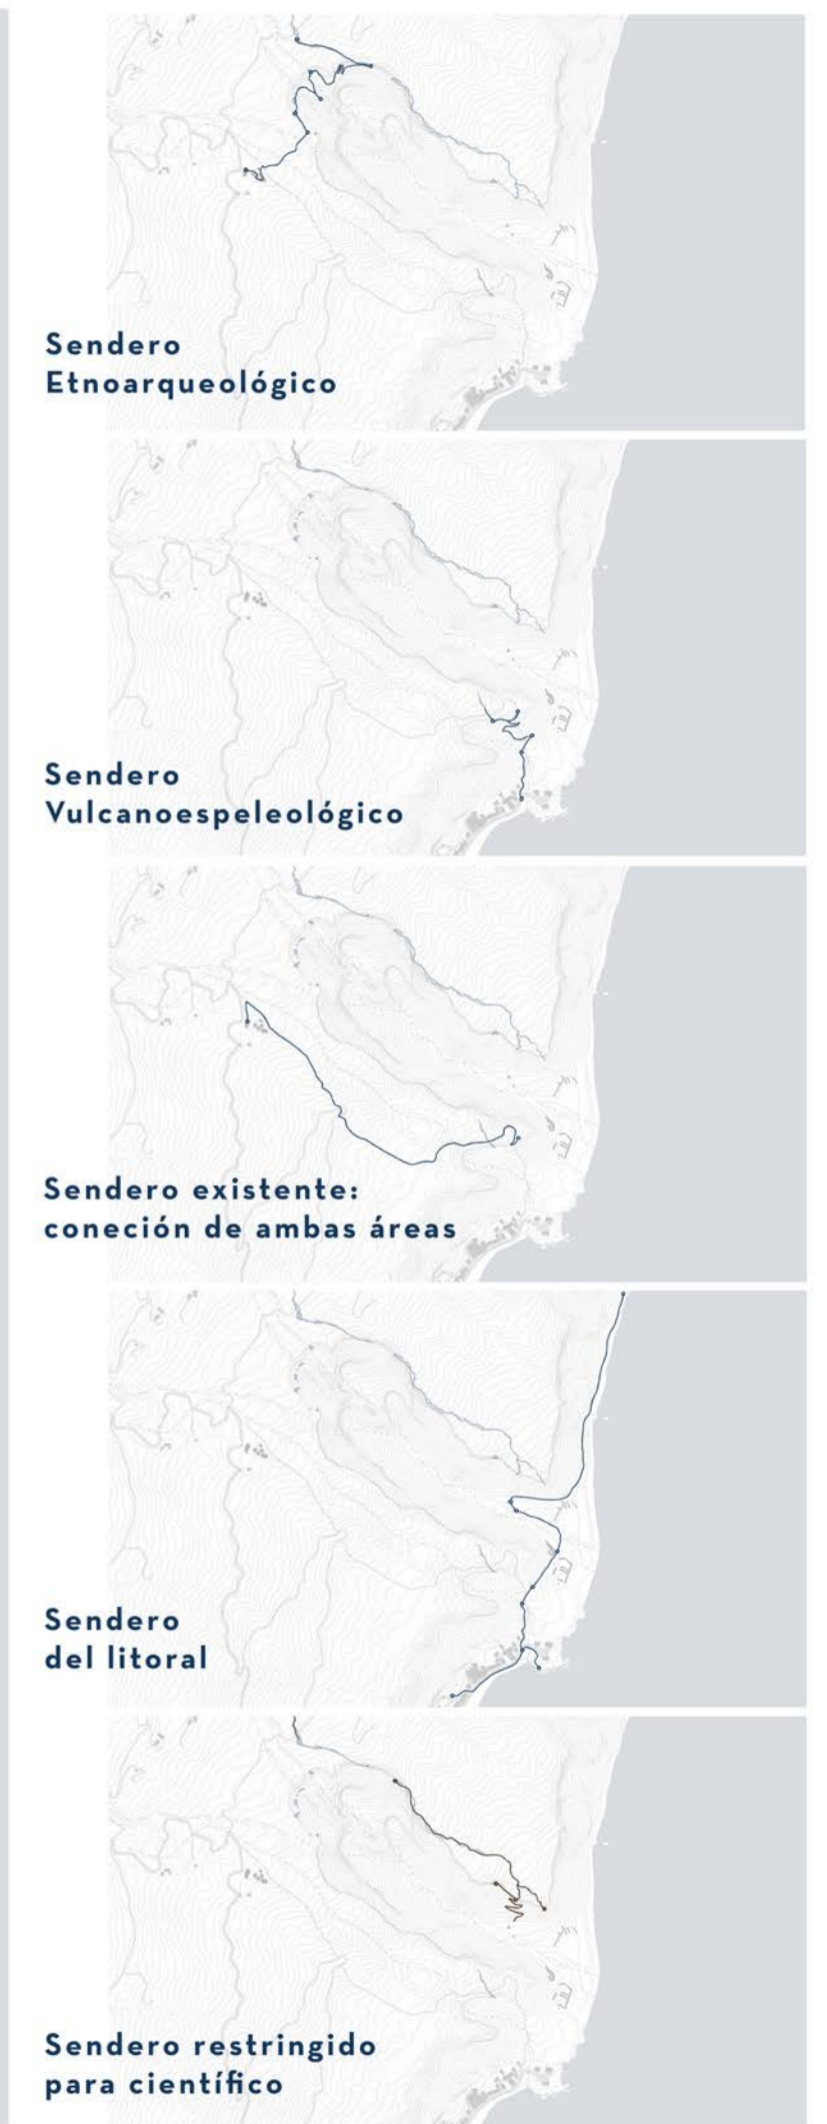 Sendero
Etnoarqueológico
Sendero
Vulcanoespeleológico
Sendero existente:
coneción de ambas áreas
Sendero
del litoral
Sendero restringido
para científico